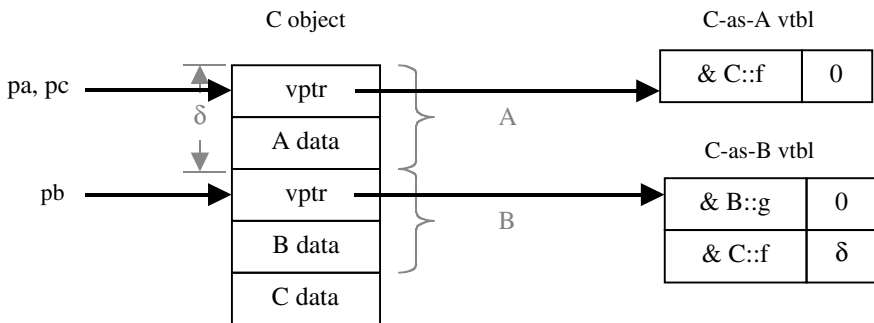 C object
C-as-A vtbl
pa, pc
vptr
& C::f 0
δ
A
A data
C-as-B vtbl
pb
vptr
& B::g 0
B
B data
& C::f δ
C data